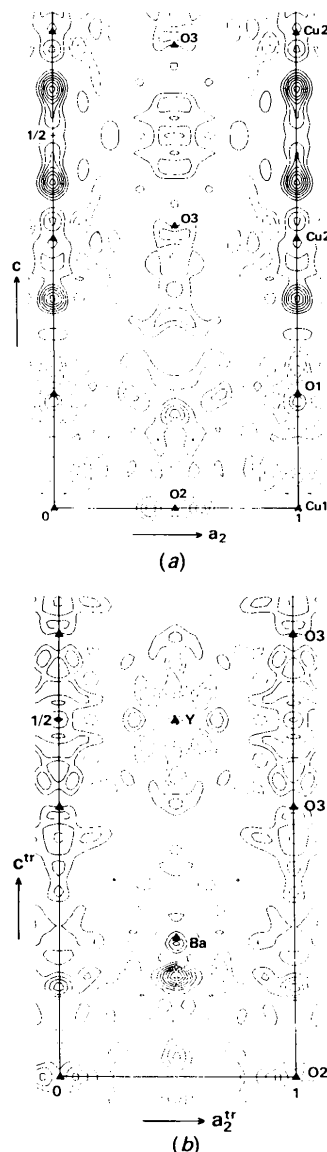 O3
Cu2
1/2
O3
Cu2
c
O1
O2
Cu1
0
1
a₂
(a)
O3
1/2
Y
O3
c^tr
Ba
O2
0
1
a₂^tr
(b)